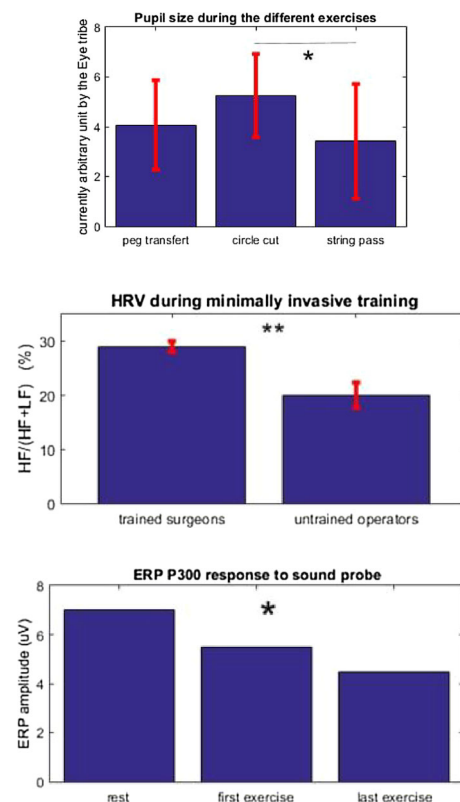 Pupil size during the different exercises
currently arbitrary unit by the Eye tribe
8
6
4
2
0
*
peg transfert
circle cut
string pass
HRV during minimally invasive training
HF/(HF+LF) (%)
30
20
10
0
**
trained surgeons
untrained operators
ERP P300 response to sound probe
ERP amplitude (uV)
8
6
4
2
0
*
rest
first exercise
last exercise